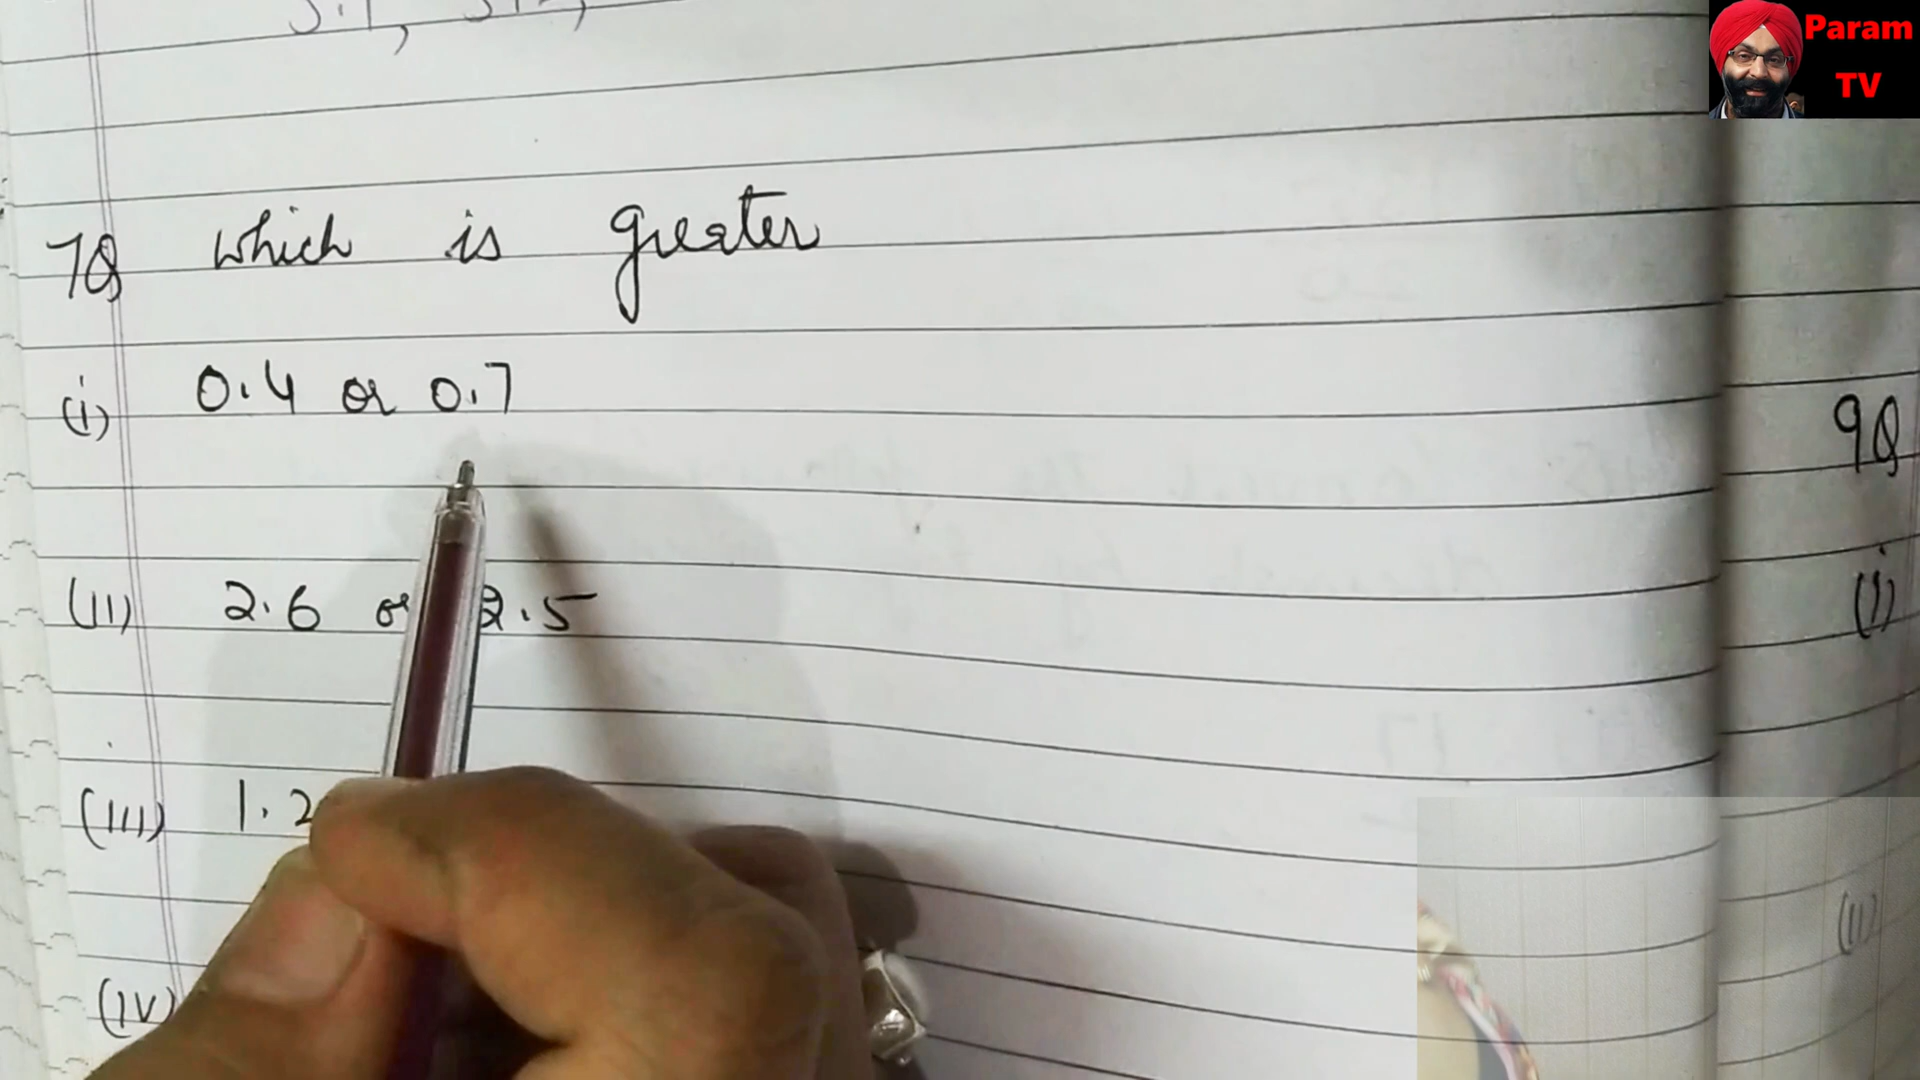 Param
TV
7Q which is greater
(i) 0.4 or 0.7
(ii) 2.6 or 2.5
(iii) 1.2
(iv)
9Q
(i)
(ii)